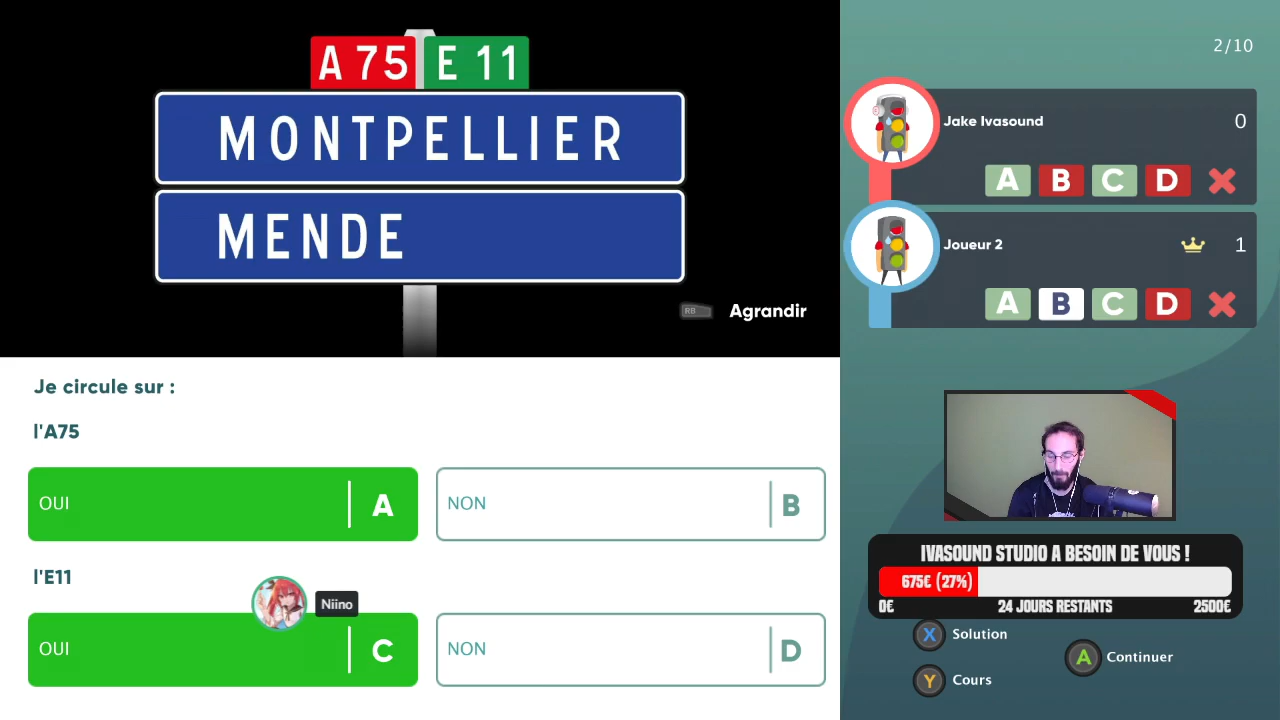 A 75 E 11
MONTPELLIER
MENDE
RB Agrandir
Je circule sur :
l'A75
OUI A
NON B
l'E11
Niino
OUI C
NON D
2/10
Jake Ivasound 0
A B C D
Joueur 2 1
A B C D
IVASOUND STUDIO A BESOIN DE VOUS !
675€ (27%)
0€ 24 JOURS RESTANTS 2500€
X Solution
A Continuer
Y Cours